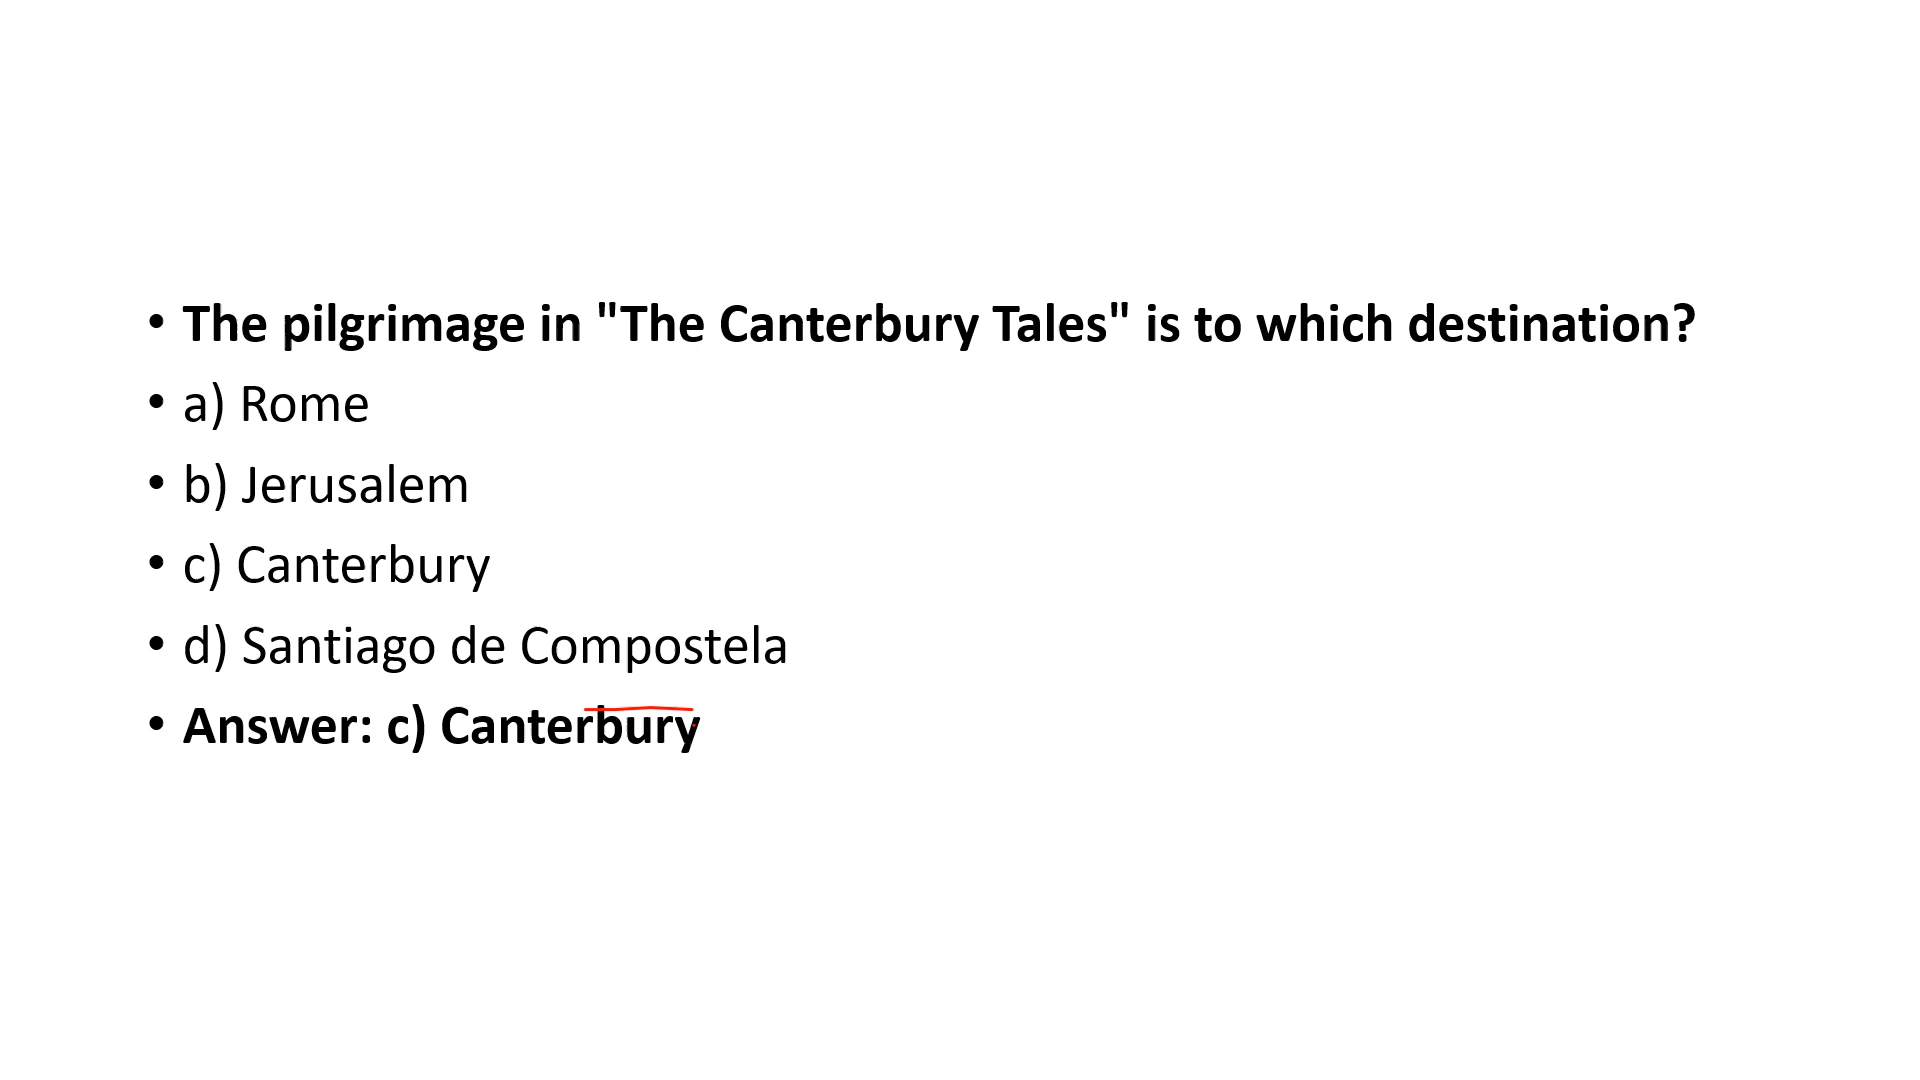 • The pilgrimage in "The Canterbury Tales" is to which destination?
• a) Rome
• b) Jerusalem
• c) Canterbury
• d) Santiago de Compostela
• Answer: c) Canterbury